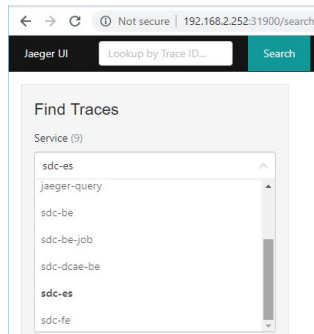 Not secure | 192.168.2.252:31900/search
Jaeger UI Lookup by Trace ID... Search
Find Traces
Service (9)
sdc-es
jaeger-query
sdc-be
sdc-be-job
sdc-dcae-be
sdc-es
sdc-fe